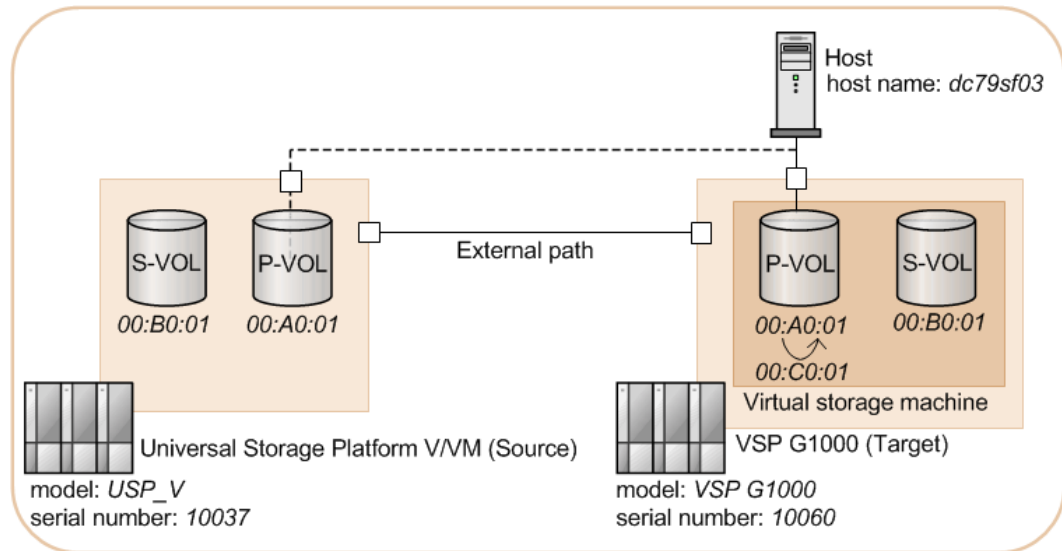 Host
host name: dc79sf03
S-VOL
P-VOL
00:B0:01
00:A0:01
External path
P-VOL
S-VOL
00:A0:01
00:B0:01
00:C0:01
Virtual storage machine
Universal Storage Platform V/VM (Source)
model: USP_V
serial number: 10037
VSP G1000 (Target)
model: VSP G1000
serial number: 10060